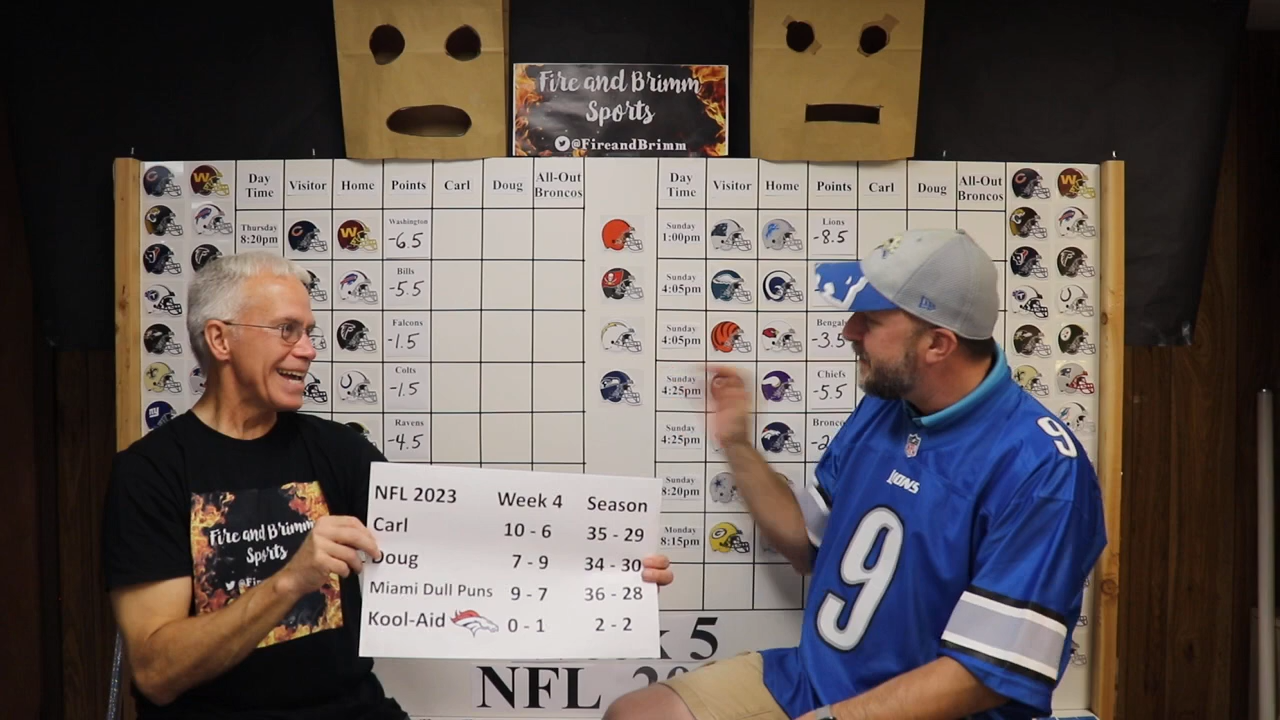 Fire and Brimm
Sports
@FireandBrimm
Day Time Visitor Home Points Carl Doug All-Out Broncos
Thursday 8:20pm Washington -6.5
Bills -5.5
Falcons -1.5
Colts -1.5
Ravens -4.5
Day Time Visitor Home Points Carl Doug All-Out Broncos
Sunday 1:00pm Lions -8.5
Sunday 4:05pm
Sunday 4:05pm Bengals -3.5
Sunday 4:25pm Chiefs -5.5
Sunday 4:25pm
Sunday 8:20pm
Monday 8:15pm
NFL 2023 Week 4 Season
Carl 10 - 6 35 - 29
Doug 7 - 9 34 - 30
Miami Dull Puns 9 - 7 36 - 28
Kool-Aid 0 - 1 2 - 2
5
NFL
Fire and Brimm
Sports
LIONS
9
9